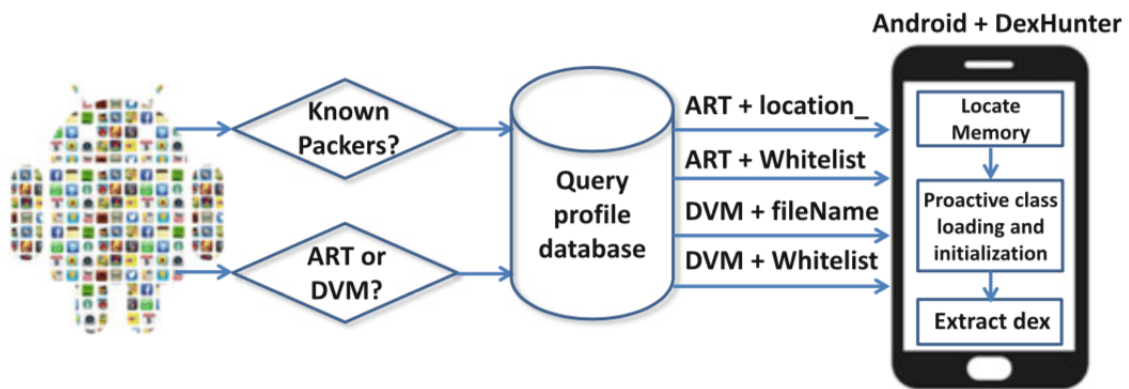 Android + DexHunter
Known
Packers?
ART or
DVM?
Query
profile
database
ART + location_
ART + Whitelist
DVM + fileName
DVM + Whitelist
Locate
Memory
Proactive class
loading and
initialization
Extract dex